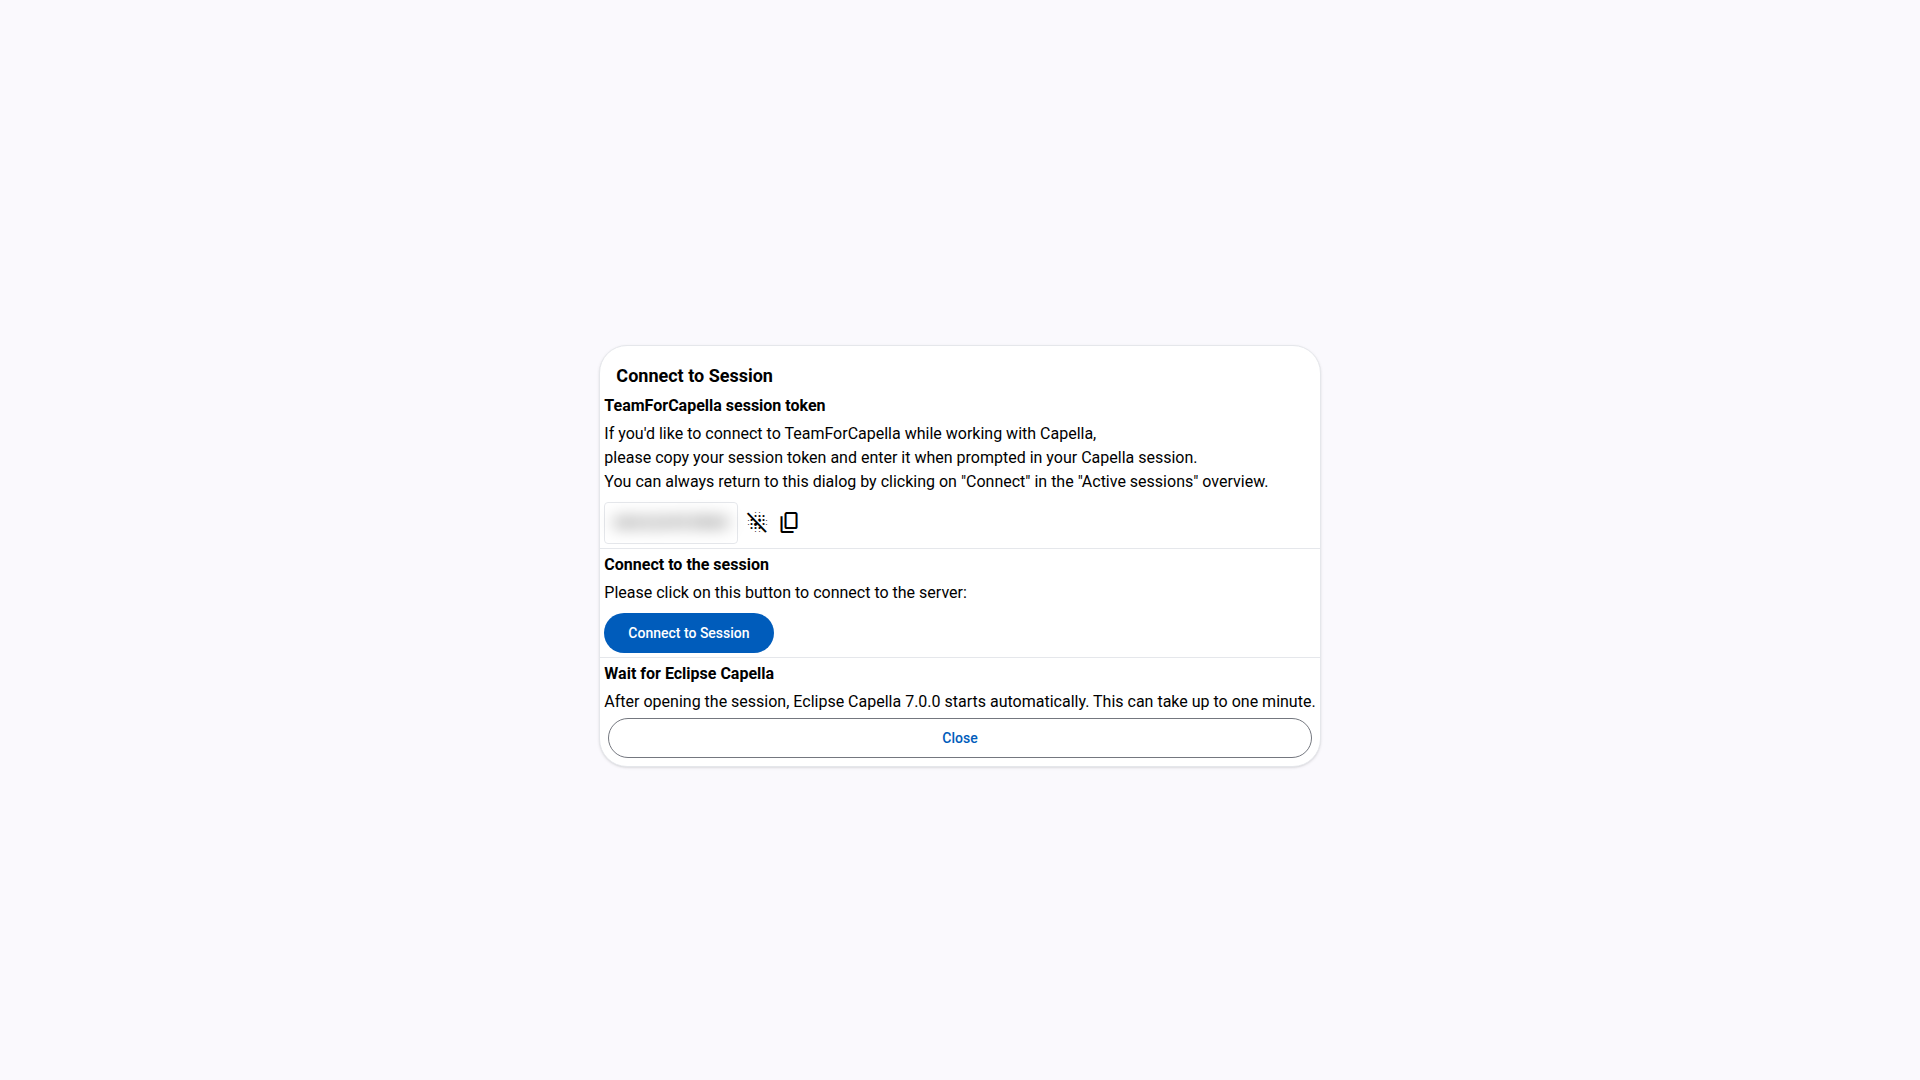 Connect to Session
TeamForCapella session token
If you'd like to connect to TeamForCapella while working with Capella,
please copy your session token and enter it when prompted in your Capella session.
You can always return to this dialog by clicking on "Connect" in the "Active sessions" overview.
Connect to the session
Please click on this button to connect to the server:
Connect to Session
Wait for Eclipse Capella
After opening the session, Eclipse Capella 7.0.0 starts automatically. This can take up to one minute.
Close